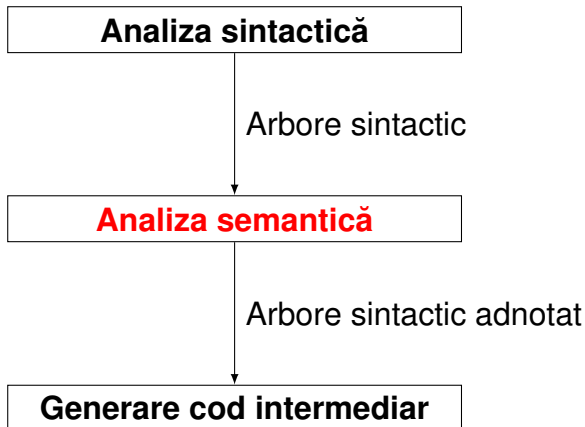 Analiza sintactică
Arbore sintactic
Analiza semantică
Arbore sintactic adnotat
Generare cod intermediar